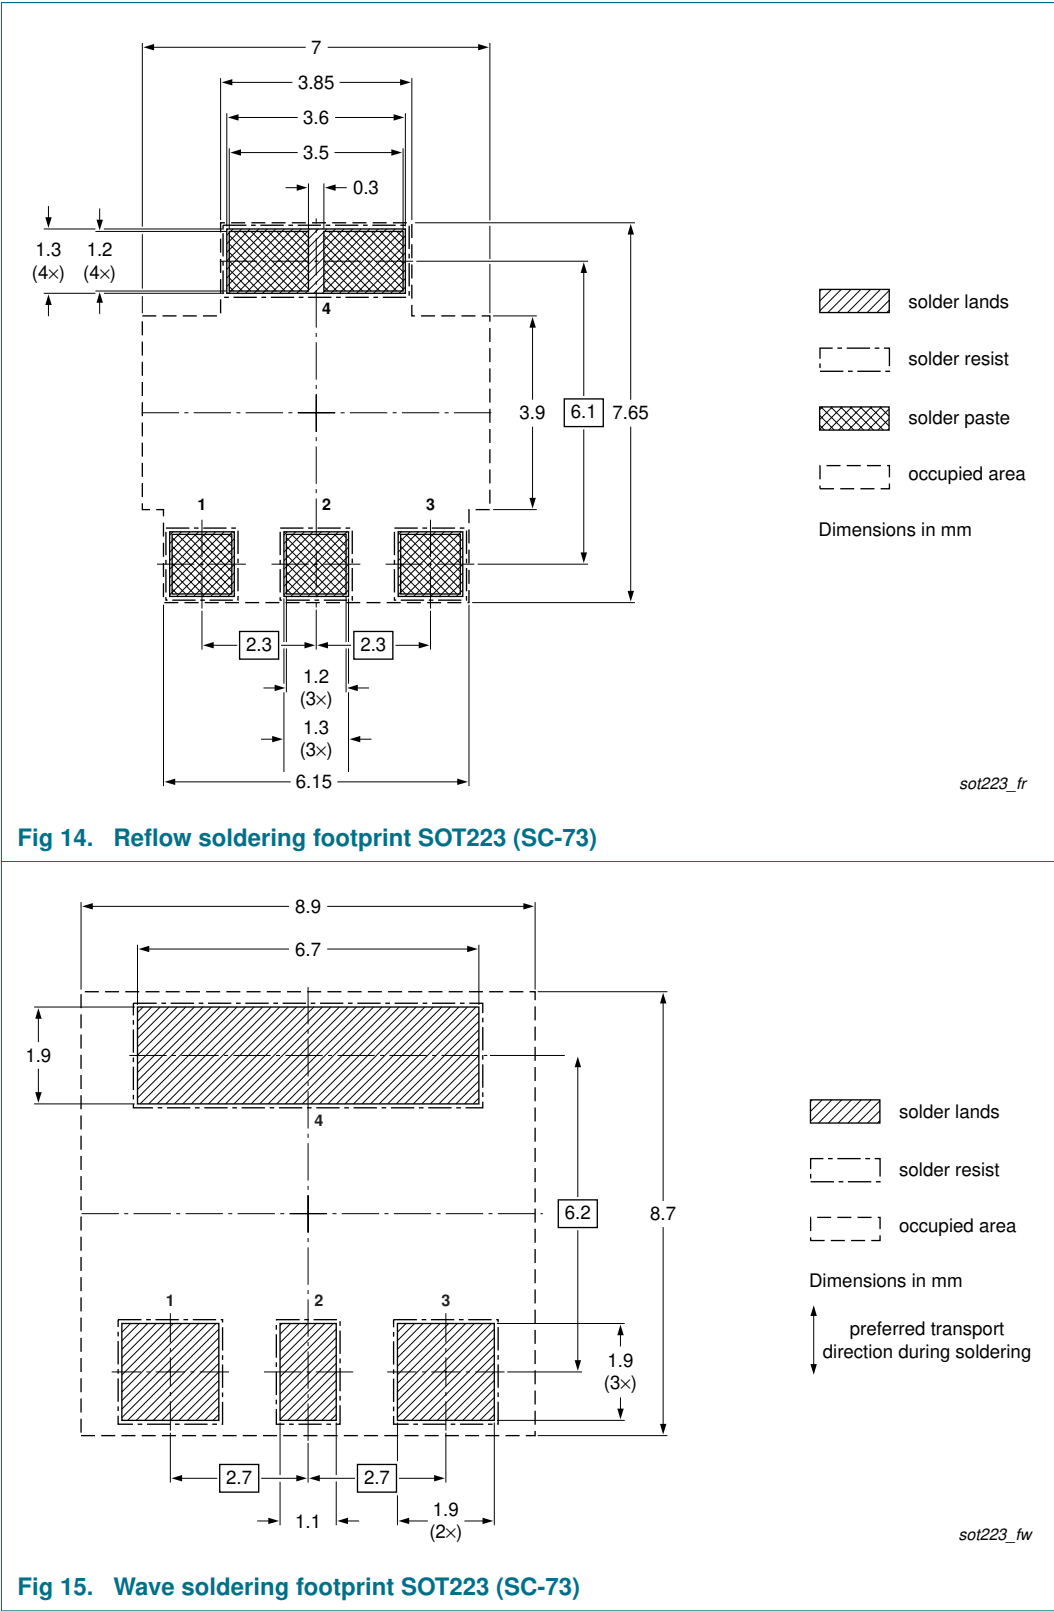 7
3.85
3.6
3.5
0.3
1.3
(4×)
1.2
(4×)
4
solder lands
solder resist
3.9
6.1
7.65
solder paste
occupied area
1
2
3
Dimensions in mm
2.3
2.3
1.2
(3×)
1.3
(3×)
6.15
sot223_fr
Fig 14. Reflow soldering footprint SOT223 (SC-73)
8.9
6.7
1.9
4
solder lands
solder resist
6.2
8.7
occupied area
Dimensions in mm
1
2
3
preferred transport
direction during soldering
1.9
(3×)
2.7
2.7
1.1
1.9
(2×)
sot223_fw
Fig 15. Wave soldering footprint SOT223 (SC-73)